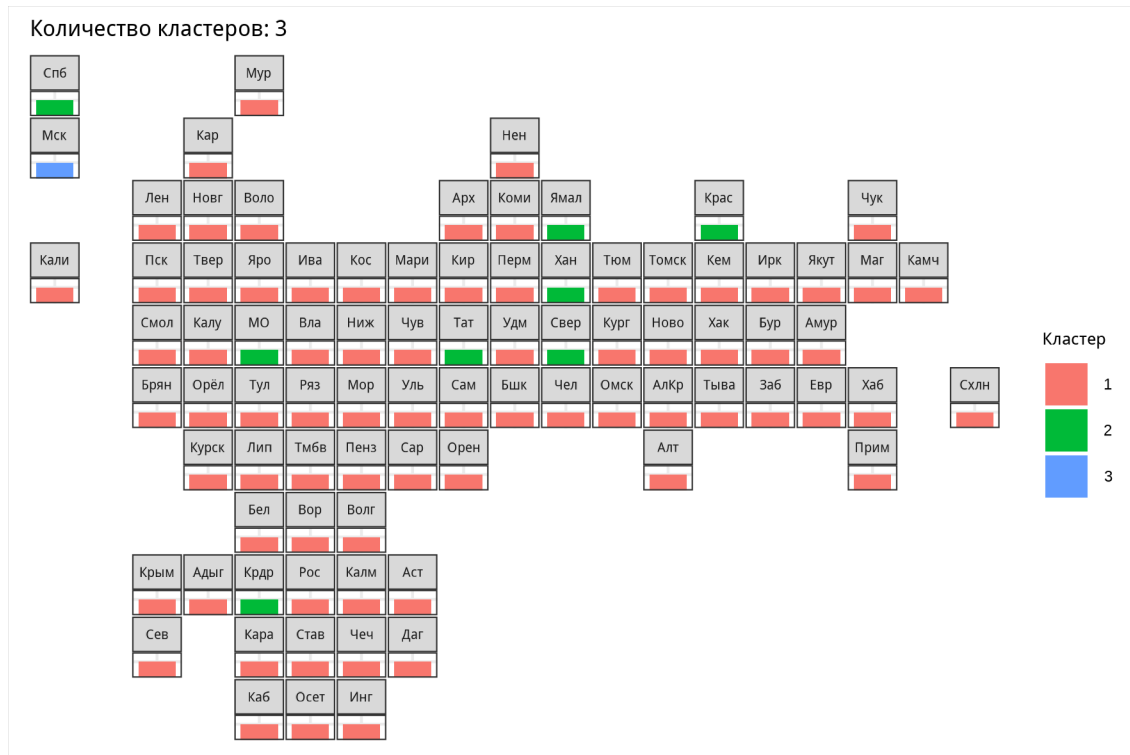 Количество кластеров: 3
Спб Мур
Мск Кар Нен
Лен Новг Воло Арх Коми Ямал Крас Чук
Кали Пск Твер Яро Ива Кос Мари Кир Перм Хан Тюм Томск Кем Ирк Якут Маг Камч
Смол Калу МО Вла Ниж Чув Тат Удм Свер Кург Ново Хак Бур Амур
Брян Орёл Тул Ряз Мор Уль Сам Бшк Чел Омск АлКр Тыва Заб Евр Хаб Схлн
Курск Лип Тмбв Пенз Сар Орен Алт Прим
Бел Вор Волг
Крым Адыг Крдр Рос Калм Аст
Сев Кара Став Чеч Даг
Каб Осет Инг
Кластер
1
2
3